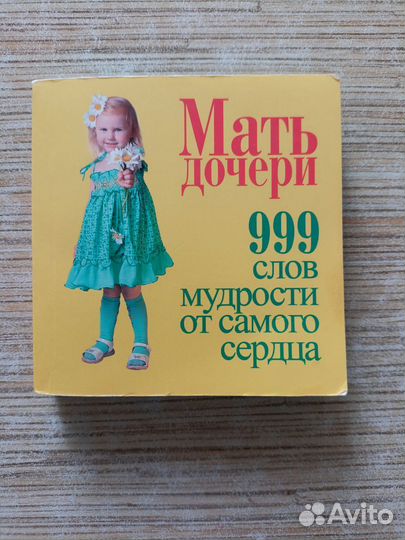 Мать
дочери
999
слов
мудрости
от самого
сердца
Avito